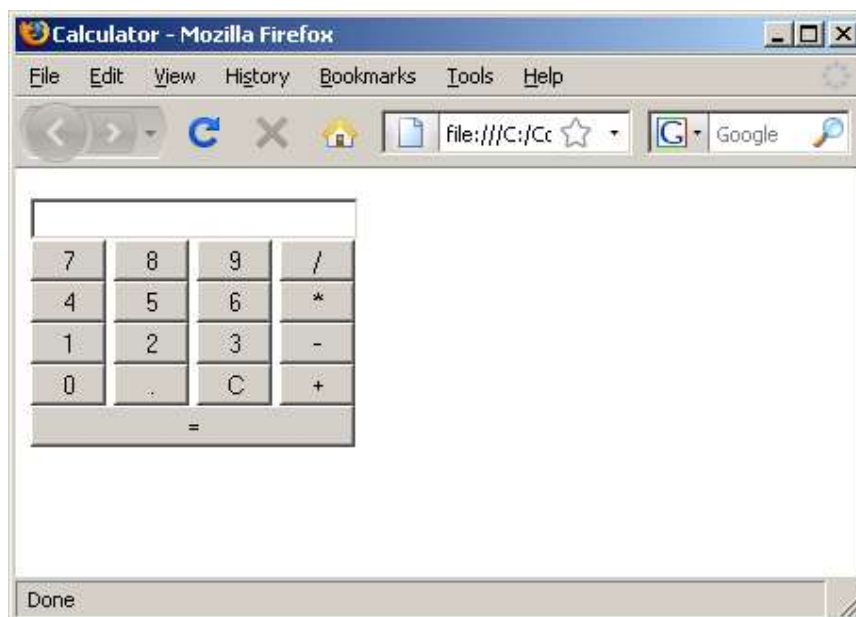 Calculator - Mozilla Firefox
File Edit View History Bookmarks Tools Help
file:///C:/Cc G Google
7 8 9 /
4 5 6 *
1 2 3 -
0 . C +
=
Done